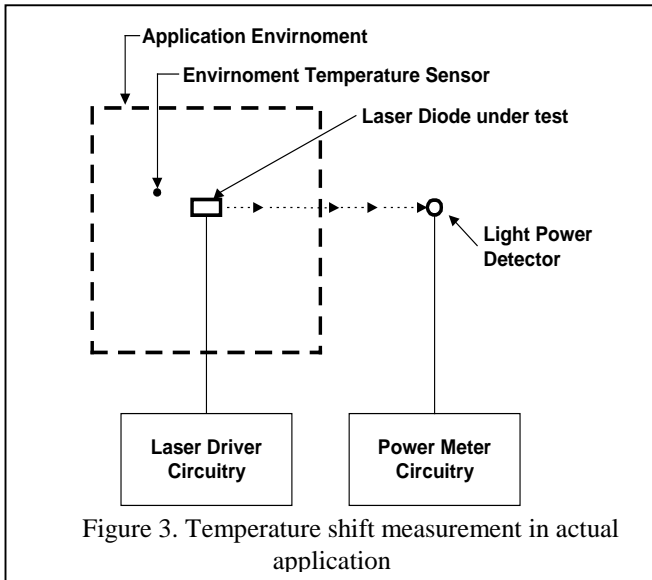 Application Envirnoment
Envirnoment Temperature Sensor
Laser Diode under test
Light Power
Detector
Laser Driver
Circuitry
Power Meter
Circuitry
Figure 3. Temperature shift measurement in actual
application